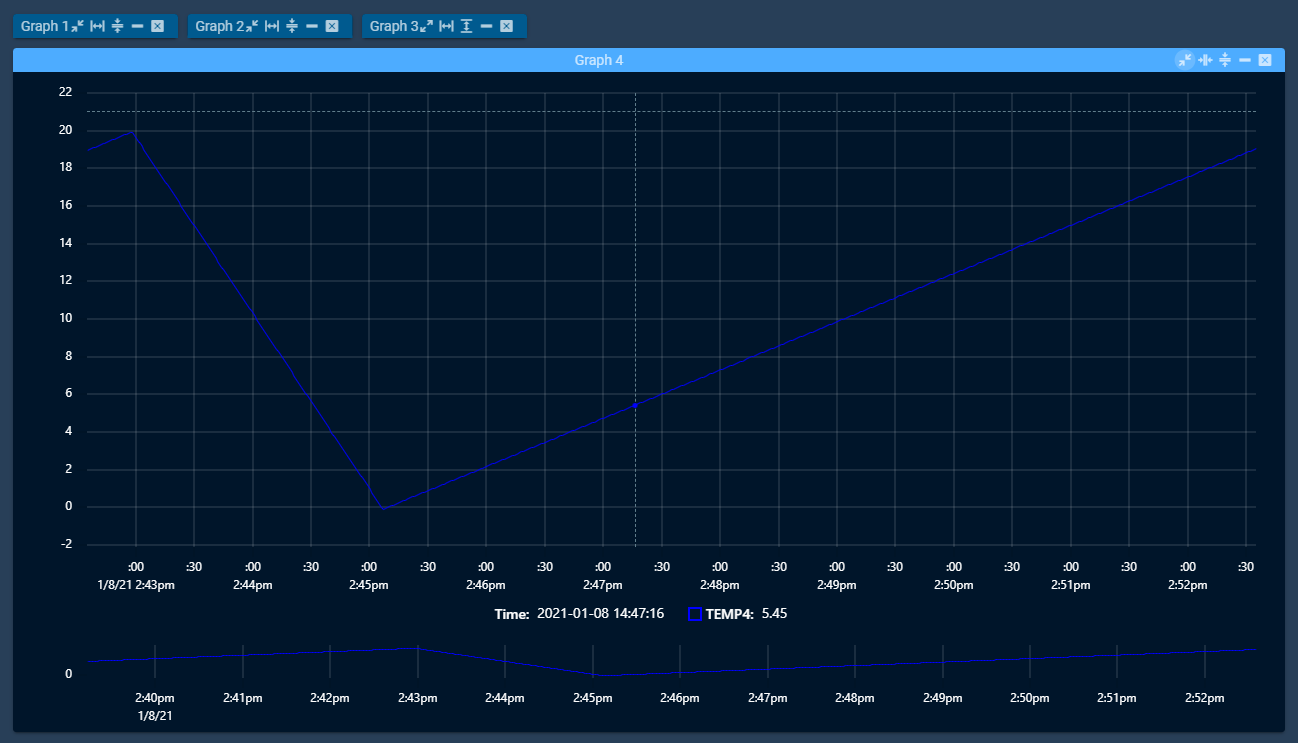 Graph 1 Graph 2 Graph 3
Graph 4
22
20
18
16
14
12
10
8
6
4
2
0
-2
:00 :30 :00 :30 :00 :30 :00 :30 :00 :30 :00 :30 :00 :30 :00 :30 :00 :30 :00 :30
1/8/21 2:43pm 2:44pm 2:45pm 2:46pm 2:47pm 2:48pm 2:49pm 2:50pm 2:51pm 2:52pm
Time: 2021-01-08 14:47:16 TEMP4: 5.45
0
2:40pm 2:41pm 2:42pm 2:43pm 2:44pm 2:45pm 2:46pm 2:47pm 2:48pm 2:49pm 2:50pm 2:51pm 2:52pm
1/8/21